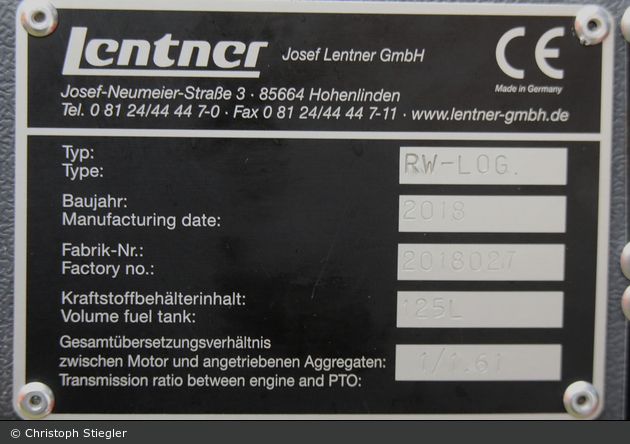 Lentner Josef Lentner GmbH CE
Josef-Neumeier-Straße 3 · 85664 Hohenlinden Made in Germany
Tel. 0 81 24/44 44 7-0 · Fax 0 81 24/44 44 7-11 · www.lentner-gmbh.de
Typ:
Type: RW-LOG.
Baujahr:
Manufacturing date: 2018
Fabrik-Nr.:
Factory no.: 2018027
Kraftstoffbehälterinhalt:
Volume fuel tank: 125L
Gesamtübersetzungsverhältnis
zwischen Motor und angetriebenen Aggregaten: 1/1.61
Transmission ratio between engine and PTO:
© Christoph Stiegler